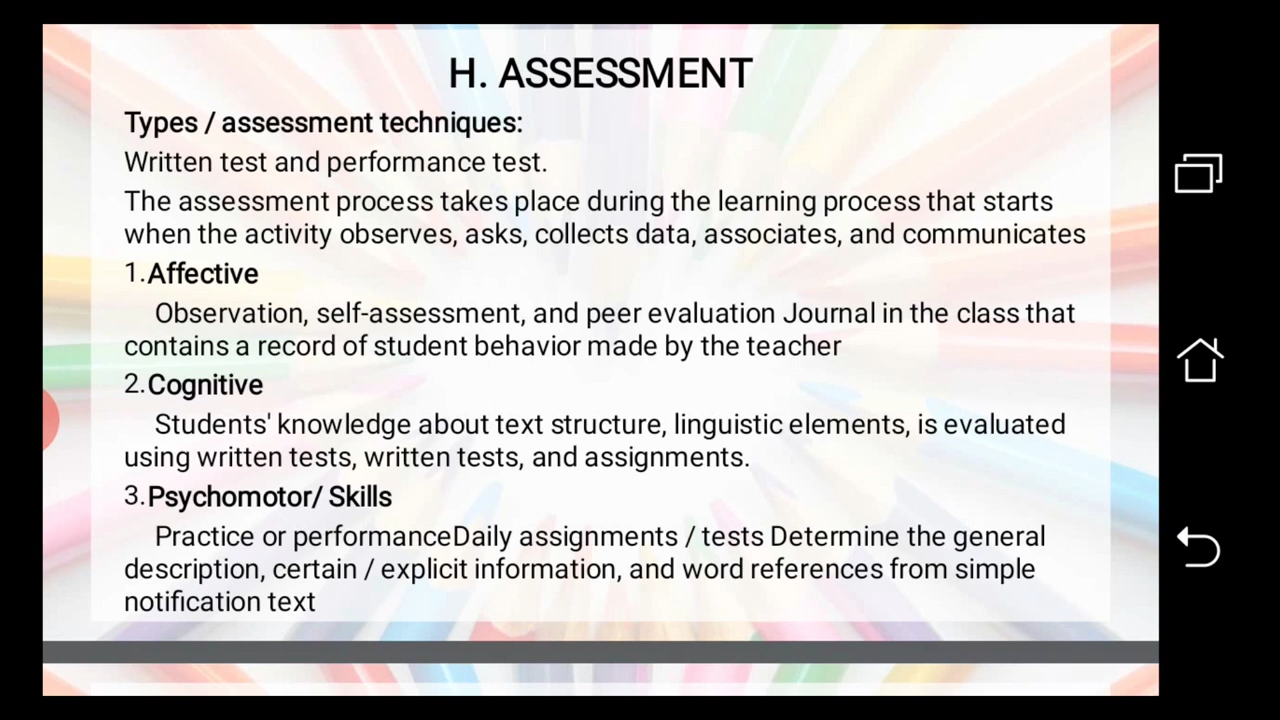 H. ASSESSMENT
Types / assessment techniques:
Written test and performance test.
The assessment process takes place during the learning process that starts
when the activity observes, asks, collects data, associates, and communicates
1.Affective
Observation, self-assessment, and peer evaluation Journal in the class that
contains a record of student behavior made by the teacher
2.Cognitive
Students' knowledge about text structure, linguistic elements, is evaluated
using written tests, written tests, and assignments.
3.Psychomotor/ Skills
Practice or performanceDaily assignments / tests Determine the general
description, certain / explicit information, and word references from simple
notification text